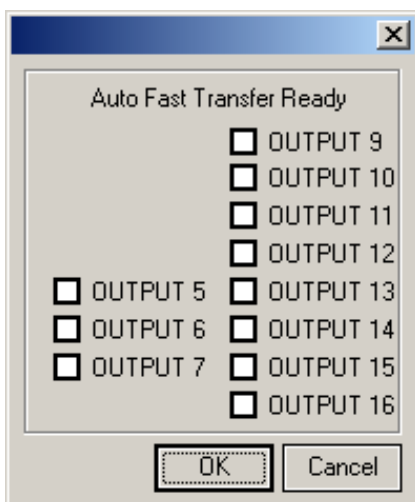 Auto Fast Transfer Ready
OUTPUT 9
OUTPUT 10
OUTPUT 11
OUTPUT 12
OUTPUT 5 OUTPUT 13
OUTPUT 6 OUTPUT 14
OUTPUT 7 OUTPUT 15
OUTPUT 16
OK Cancel